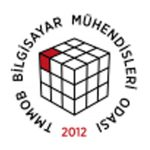 TMMOB BİLGİSAYAR MÜHENDİSLERİ ODASI
2012